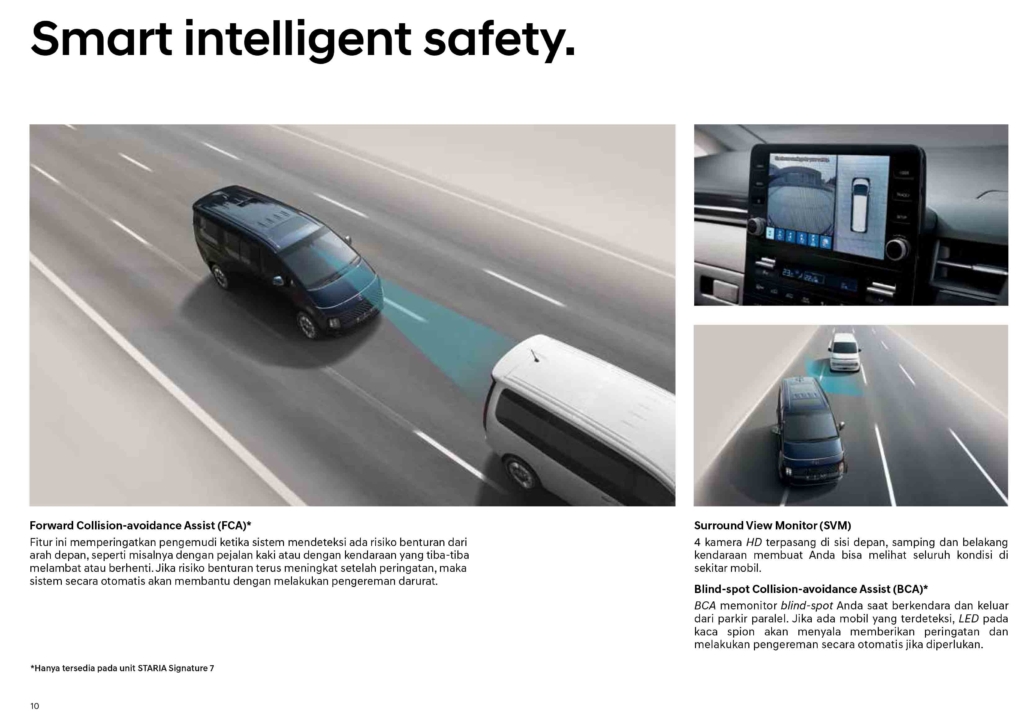 Smart intelligent safety.
Forward Collision-avoidance Assist (FCA)*
Fitur ini memperingatkan pengemudi ketika sistem mendeteksi ada risiko benturan dari
arah depan, seperti misalnya dengan pejalan kaki atau dengan kendaraan yang tiba-tiba
melambat atau berhenti. Jika risiko benturan terus meningkat setelah peringatan, maka
sistem secara otomatis akan membantu dengan melakukan pengereman darurat.
Surround View Monitor (SVM)
4 kamera HD terpasang di sisi depan, samping dan belakang
kendaraan membuat Anda bisa melihat seluruh kondisi di
sekitar mobil.
Blind-spot Collision-avoidance Assist (BCA)*
BCA memonitor blind-spot Anda saat berkendara dan keluar
dari parkir paralel. Jika ada mobil yang terdeteksi, LED pada
kaca spion akan menyala memberikan peringatan dan
melakukan pengereman secara otomatis jika diperlukan.
*Hanya tersedia pada unit STARIA Signature 7
10